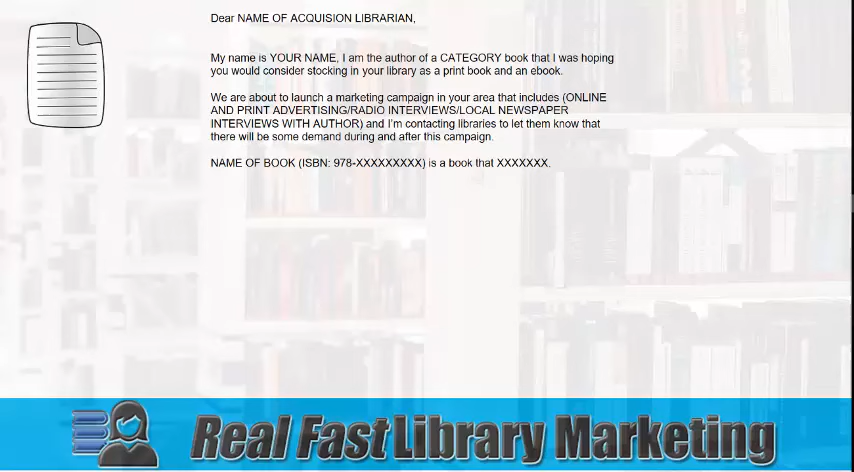 Dear NAME OF ACQUISION LIBRARIAN,
My name is YOUR NAME, I am the author of a CATEGORY book that I was hoping
you would consider stocking in your library as a print book and an ebook.
We are about to launch a marketing campaign in your area that includes (ONLINE
AND PRINT ADVERTISING/RADIO INTERVIEWS/LOCAL NEWSPAPER
INTERVIEWS WITH AUTHOR) and I'm contacting libraries to let them know that
there will be some demand during and after this campaign.
NAME OF BOOK (ISBN: 978-XXXXXXXXX) is a book that XXXXXXX.
Real Fast Library Marketing